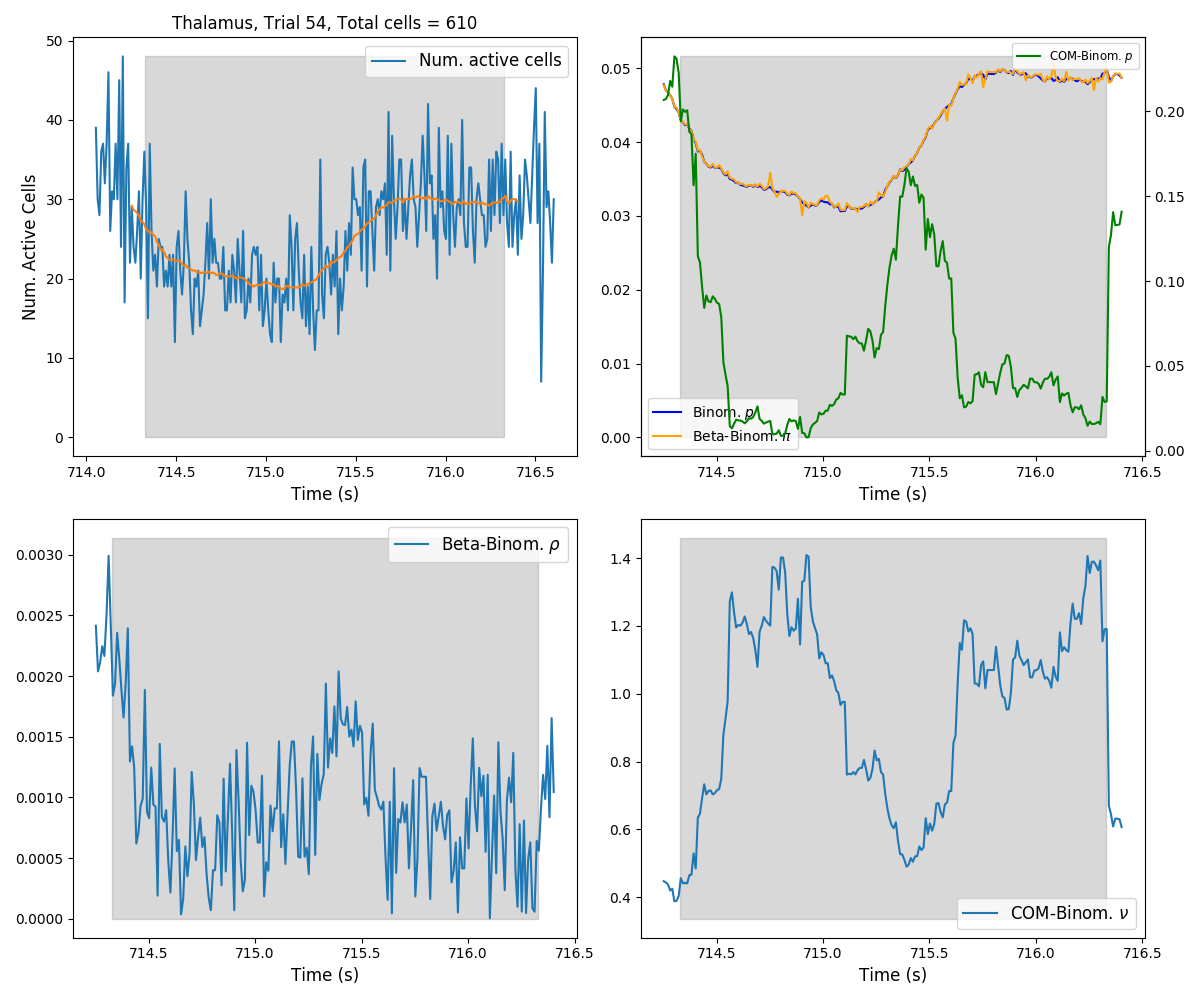 Thalamus, Trial 54, Total cells = 610
Num. active cells
Num. Active Cells
50
40
30
20
10
0
714.0 714.5 715.0 715.5 716.0 716.5
Time (s)
COM-Binom. p
0.05
0.04
0.03
0.02
0.01
0.00
0.20
0.15
0.10
0.05
0.00
Binom. p
Beta-Binom. π
714.5 715.0 715.5 716.0 716.5
Time (s)
Beta-Binom. ρ
0.0030
0.0025
0.0020
0.0015
0.0010
0.0005
0.0000
714.5 715.0 715.5 716.0 716.5
Time (s)
1.4
1.2
1.0
0.8
0.6
0.4
COM-Binom. ν
714.5 715.0 715.5 716.0 716.5
Time (s)